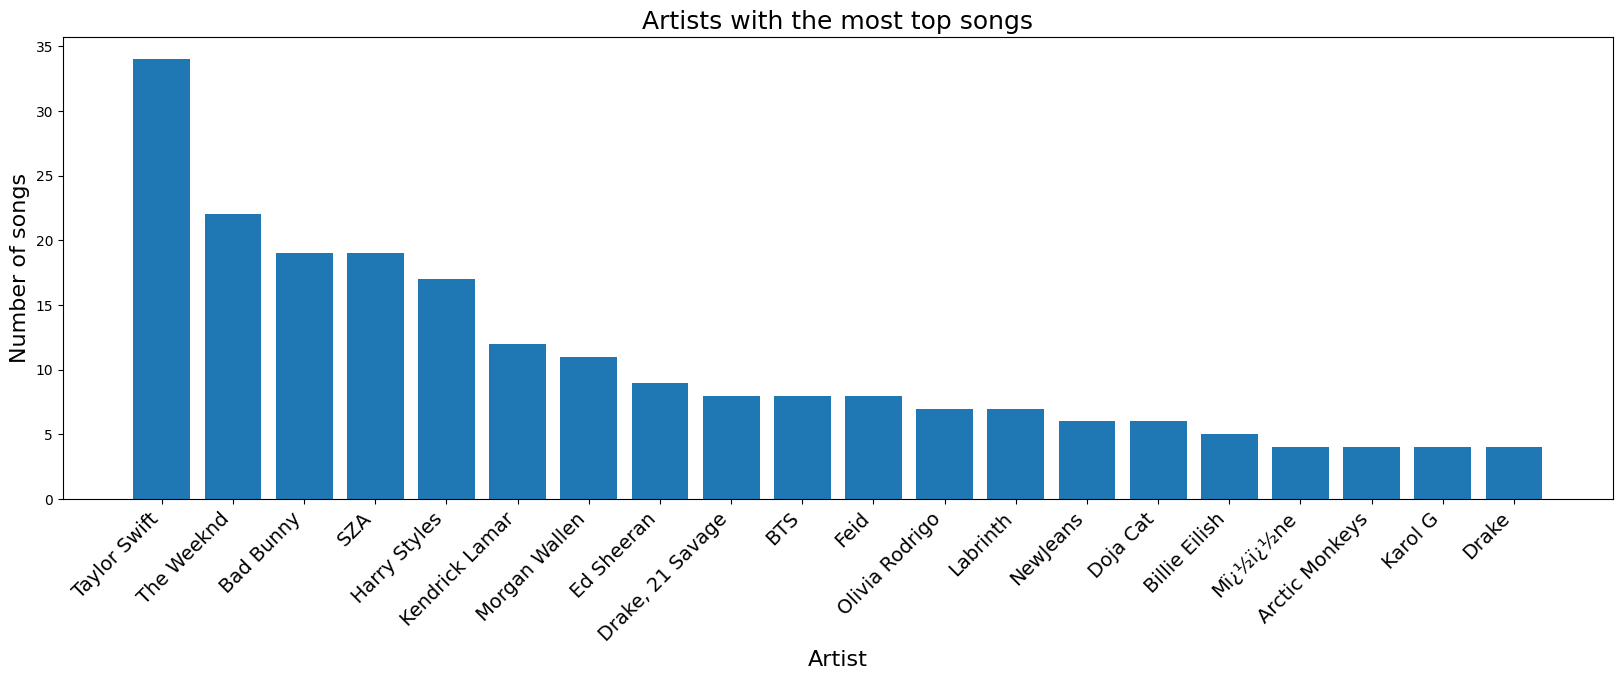 Artists with the most top songs
Number of songs
35
30
25
20
15
10
5
0
Taylor Swift
The Weeknd
Bad Bunny
SZA
Harry Styles
Kendrick Lamar
Morgan Wallen
Ed Sheeran
Drake, 21 Savage
BTS
Feid
Olivia Rodrigo
Labrinth
NewJeans
Doja Cat
Billie Eilish
Mï¿½ï¿½ne
Arctic Monkeys
Karol G
Drake
Artist